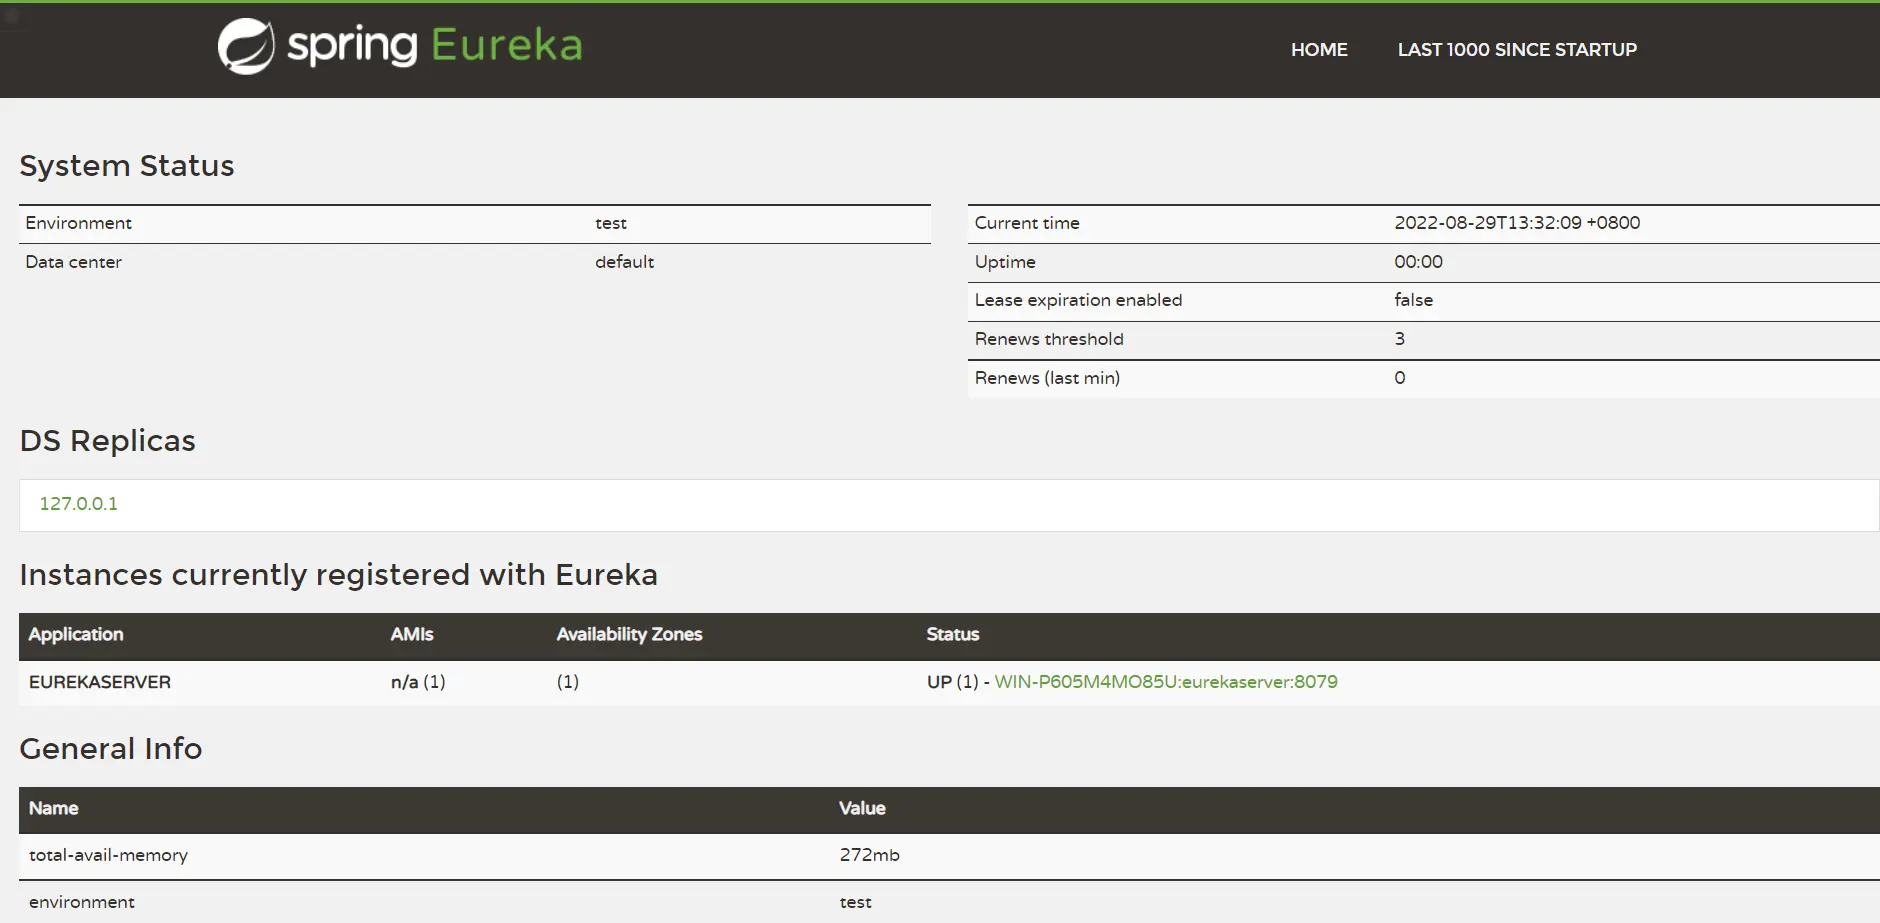 spring Eureka
HOME LAST 1000 SINCE STARTUP
System Status
Environment test
Data center default
Current time 2022-08-29T13:32:09 +0800
Uptime 00:00
Lease expiration enabled false
Renews threshold 3
Renews (last min) 0
DS Replicas
127.0.0.1
Instances currently registered with Eureka
Application AMIs Availability Zones Status
EUREKASERVER n/a (1) (1) UP (1) - WIN-P605M4MO85U:eurekaserver:8079
General Info
Name Value
total-avail-memory 272mb
environment test